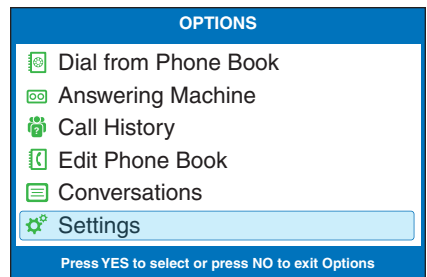 OPTIONS
Dial from Phone Book
Answering Machine
Call History
Edit Phone Book
Conversations
Settings
Press YES to select or press NO to exit Options